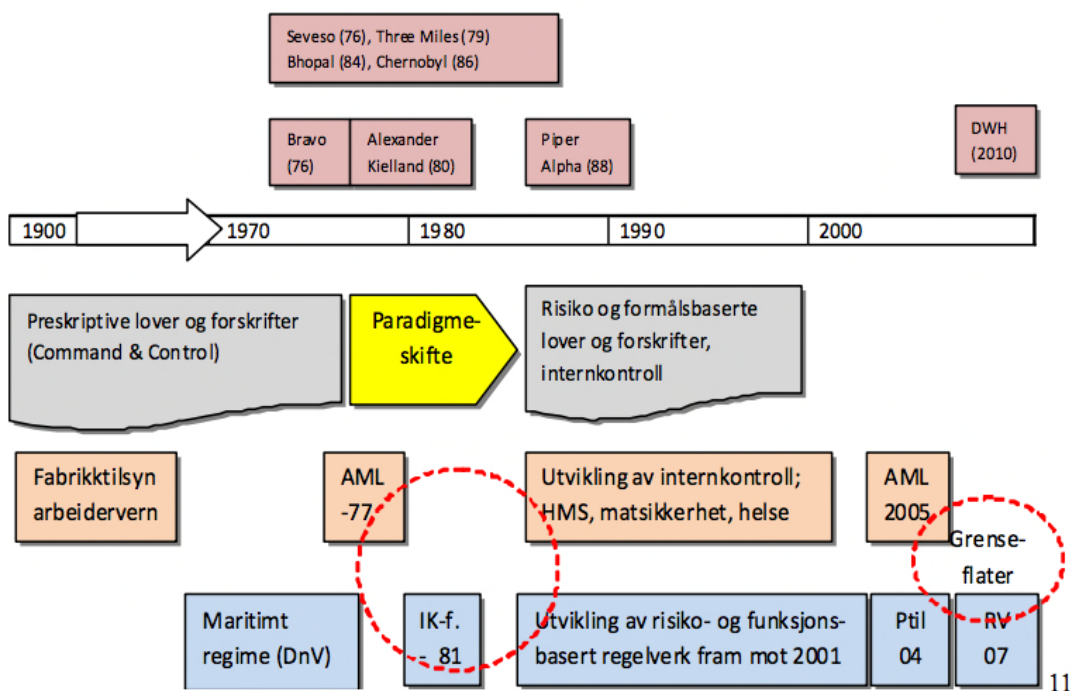 Seveso (76), Three Miles (79)
Bhopal (84), Chernobyl (86)
Bravo
(76)
Alexander
Kielland (80)
Piper
Alpha (88)
DWH
(2010)
1900
1970
1980
1990
2000
Preskriptive lover og forskrifter
(Command & Control)
Paradigme-
skifte
Risiko og formålsbaserte
lover og forskrifter,
internkontroll
Fabrikktilsyn
arbeidervern
AML
-77
Utvikling av internkontroll;
HMS, matsikkerhet, helse
AML
2005
Grense-
flater
Maritimt
regime (DnV)
IK-f.
- 81
Utvikling av risiko- og funksjons-
basert regelverk fram mot 2001
Ptil
04
RV
07
11